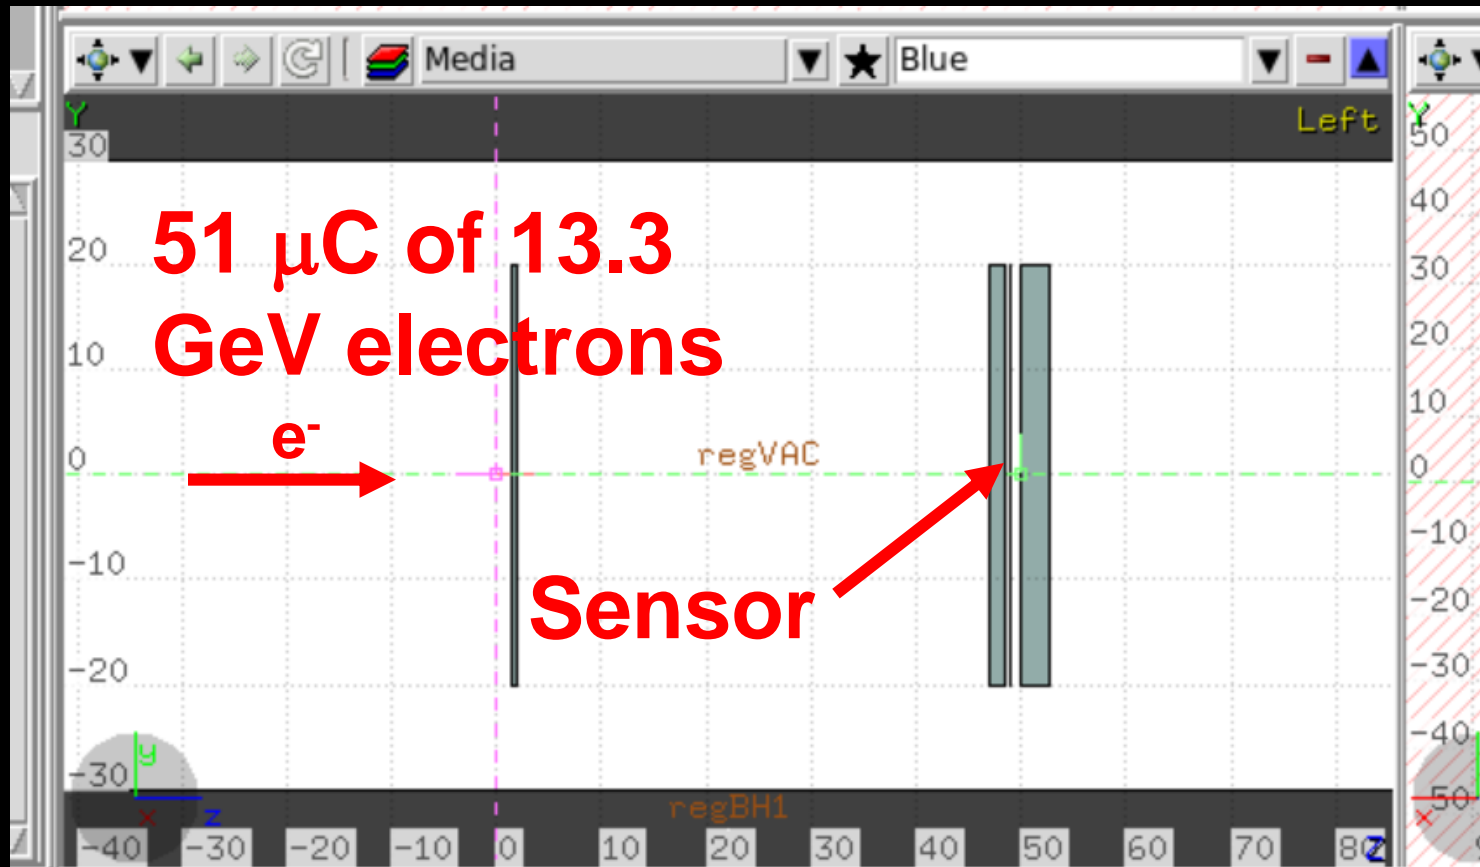 Media Blue
Y Left Y
30 50
51 μC of 13.3
GeV electrons
20 40
30
10 20
e-
regVAC
10
0 0
-10 -10
Sensor
-20 -20
-30
-30 -40
y
-50
regBH1
x z x
-40 -30 -20 -10 0 10 20 30 40 50 60 70 80 Z